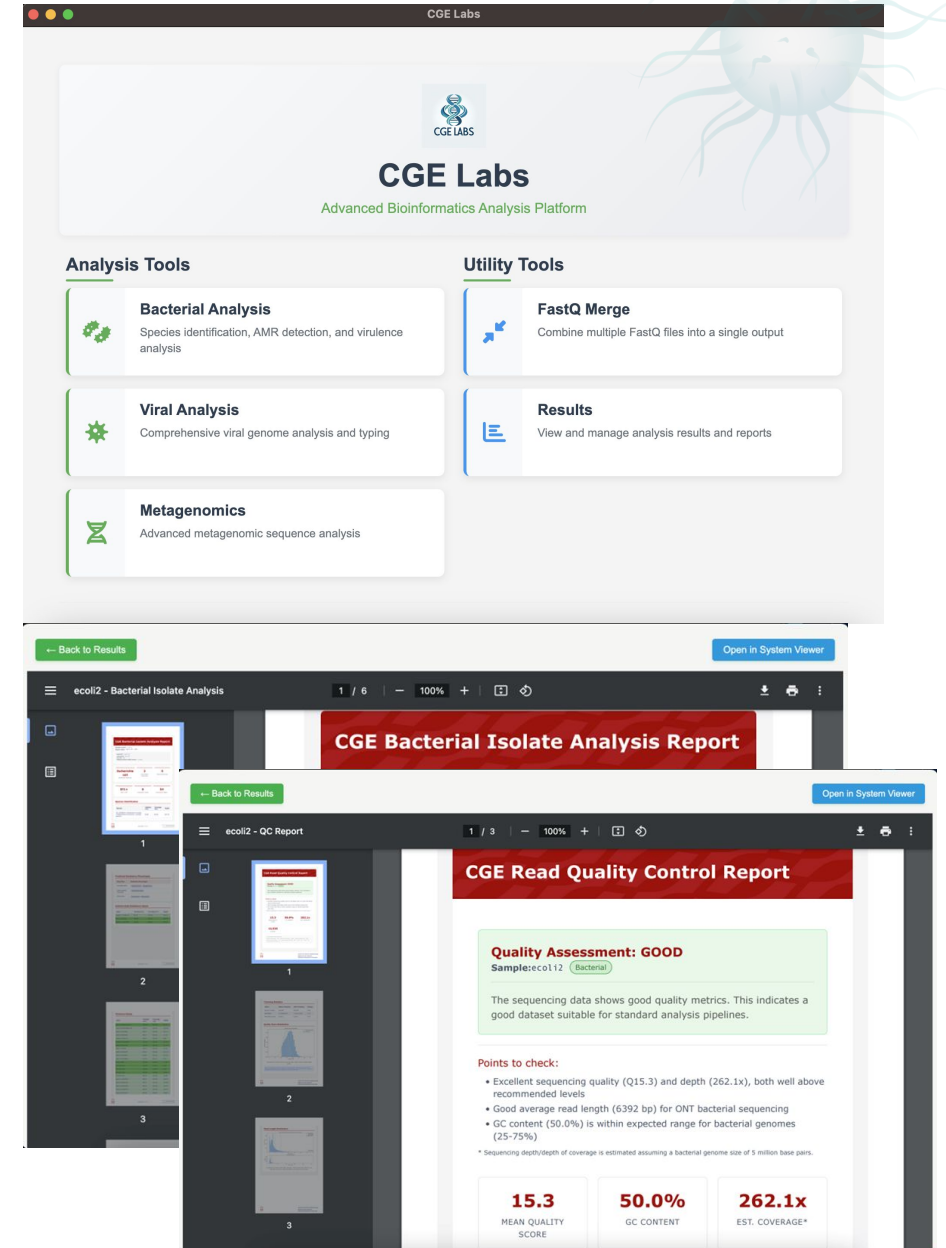 CGE Labs
CGE LABS
CGE Labs
Advanced Bioinformatics Analysis Platform
Analysis Tools
Bacterial Analysis
Species identification, AMR detection, and virulence
analysis
Viral Analysis
Comprehensive viral genome analysis and typing
Metagenomics
Advanced metagenomic sequence analysis
Utility Tools
FastQ Merge
Combine multiple FastQ files into a single output
Results
View and manage analysis results and reports
← Back to Results
Open in System Viewer
ecoli2 - Bacterial Isolate Analysis
1 / 6
100%
CGE Bacterial Isolate Analysis Report
1
2
3
← Back to Results
Open in System Viewer
ecoli2 - QC Report
1 / 3
100%
CGE Read Quality Control Report
1
2
3
Quality Assessment: GOOD
Sample:ecoli2 Bacterial
The sequencing data shows good quality metrics. This indicates a
good dataset suitable for standard analysis pipelines.
Points to check:
• Excellent sequencing quality (Q15.3) and depth (262.1x), both well above
recommended levels
• Good average read length (6392 bp) for ONT bacterial sequencing
• GC content (50.0%) is within expected range for bacterial genomes
(25-75%)
* Sequencing depth/depth of coverage is estimated assuming a bacterial genome size of 5 million base pairs.
15.3
MEAN QUALITY
SCORE
50.0%
GC CONTENT
262.1x
EST. COVERAGE*